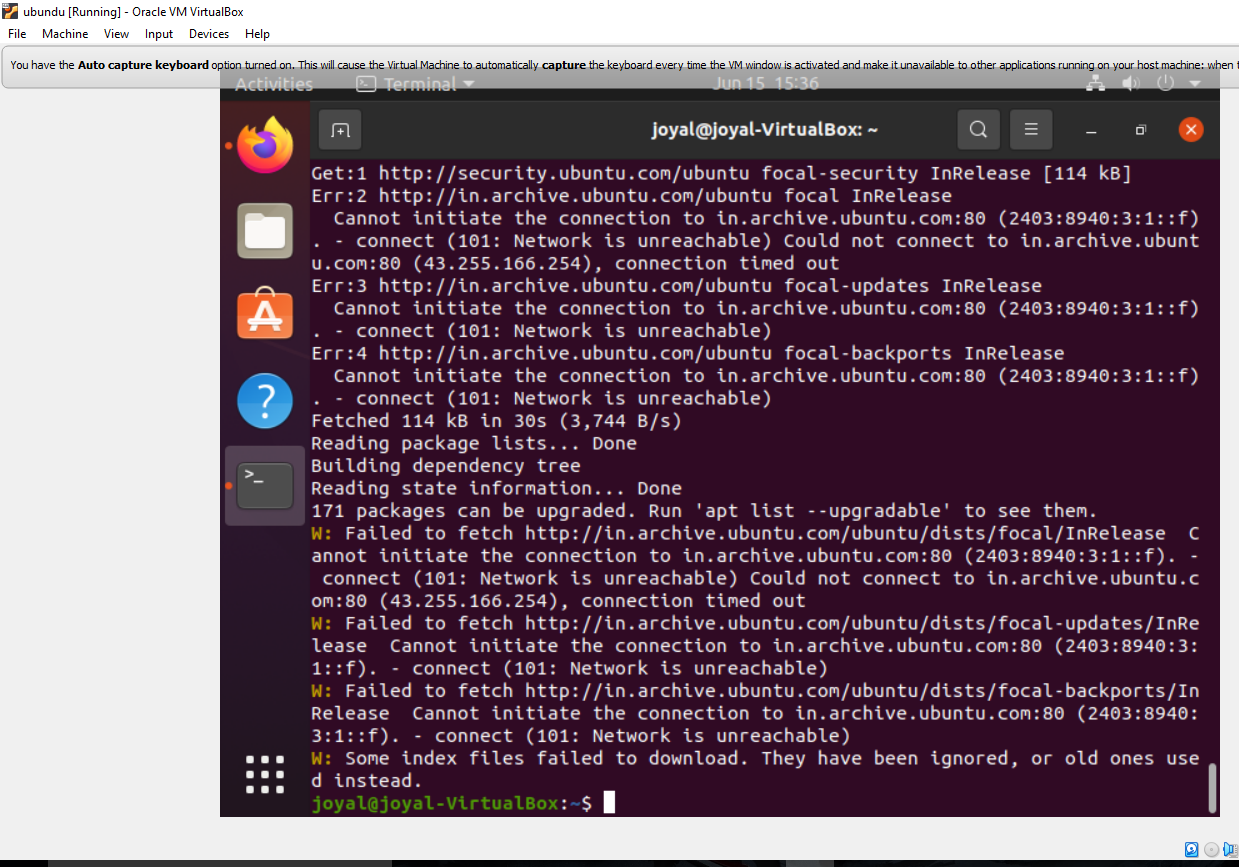 ubundu [Running] - Oracle VM VirtualBox
File Machine View Input Devices Help
You have the Auto capture keyboard option turned on. This will cause the Virtual Machine to automatically capture the keyboard every time the VM window is activated and make it unavailable to other applications running on your host machine: when t
Activities Terminal Jun 15 15:36
joyal@joyal-VirtualBox: ~
Get:1 http://security.ubuntu.com/ubuntu focal-security InRelease [114 kB]
Err:2 http://in.archive.ubuntu.com/ubuntu focal InRelease
  Cannot initiate the connection to in.archive.ubuntu.com:80 (2403:8940:3:1::f)
. - connect (101: Network is unreachable) Could not connect to in.archive.ubunt
u.com:80 (43.255.166.254), connection timed out
Err:3 http://in.archive.ubuntu.com/ubuntu focal-updates InRelease
  Cannot initiate the connection to in.archive.ubuntu.com:80 (2403:8940:3:1::f)
. - connect (101: Network is unreachable)
Err:4 http://in.archive.ubuntu.com/ubuntu focal-backports InRelease
  Cannot initiate the connection to in.archive.ubuntu.com:80 (2403:8940:3:1::f)
. - connect (101: Network is unreachable)
Fetched 114 kB in 30s (3,744 B/s)
Reading package lists... Done
Building dependency tree
Reading state information... Done
171 packages can be upgraded. Run 'apt list --upgradable' to see them.
W: Failed to fetch http://in.archive.ubuntu.com/ubuntu/dists/focal/InRelease  C
annot initiate the connection to in.archive.ubuntu.com:80 (2403:8940:3:1::f). -
 connect (101: Network is unreachable) Could not connect to in.archive.ubuntu.c
om:80 (43.255.166.254), connection timed out
W: Failed to fetch http://in.archive.ubuntu.com/ubuntu/dists/focal-updates/InRe
lease  Cannot initiate the connection to in.archive.ubuntu.com:80 (2403:8940:3:
1::f). - connect (101: Network is unreachable)
W: Failed to fetch http://in.archive.ubuntu.com/ubuntu/dists/focal-backports/In
Release  Cannot initiate the connection to in.archive.ubuntu.com:80 (2403:8940:
3:1::f). - connect (101: Network is unreachable)
W: Some index files failed to download. They have been ignored, or old ones use
d instead.
joyal@joyal-VirtualBox:~$